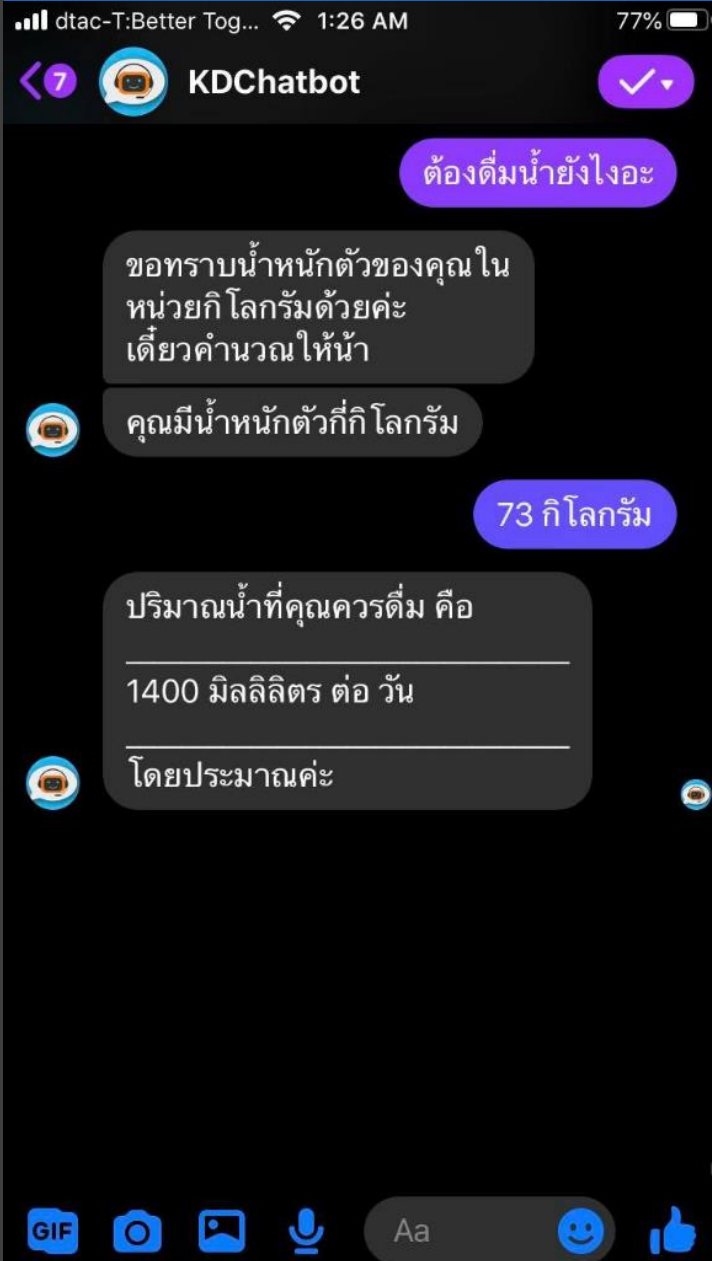 dtac-T:Better Tog... 1:26 AM 77%
7 KDChatbot
ต้องดื่มน้ำยังไงอะ
ขอทราบน้ำหนักตัวของคุณใน
หน่วยกิโลกรัมด้วยค่ะ
เดี๋ยวคำนวณให้น้า
คุณมีน้ำหนักตัวกี่กิโลกรัม
73 กิโลกรัม
ปริมาณน้ำที่คุณควรดื่ม คือ
1400 มิลลิลิตร ต่อ วัน
โดยประมาณค่ะ
GIF Aa